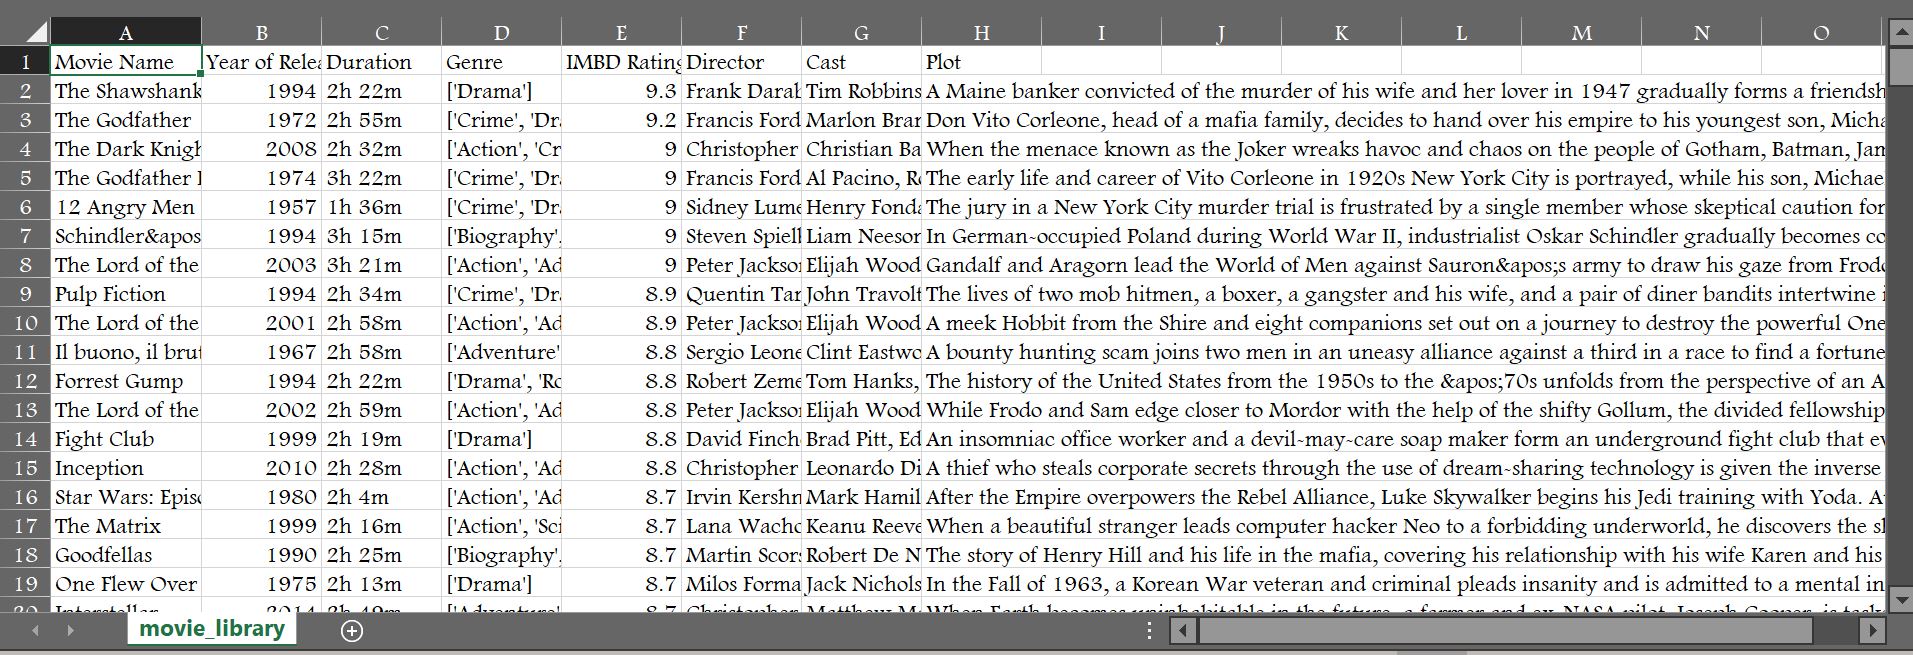 A B C D E F G H I J K L M N O
1 Movie Name Year of Relea Duration Genre IMBD Rating Director Cast Plot
2 The Shawshank 1994 2h 22m ['Drama'] 9.3 Frank Darab Tim Robbins A Maine banker convicted of the murder of his wife and her lover in 1947 gradually forms a friendsh
3 The Godfather 1972 2h 55m ['Crime', 'Dra 9.2 Francis Ford Marlon Bran Don Vito Corleone, head of a mafia family, decides to hand over his empire to his youngest son, Micha
4 The Dark Knigh 2008 2h 32m ['Action', 'Cr 9 Christopher Christian Ba When the menace known as the Joker wreaks havoc and chaos on the people of Gotham, Batman, Jam
5 The Godfather 1974 3h 22m ['Crime', 'Dra 9 Francis Ford Al Pacino, Ro The early life and career of Vito Corleone in 1920s New York City is portrayed, while his son, Michae
6 12 Angry Men 1957 1h 36m ['Crime', 'Dra 9 Sidney Lume Henry Fonda The jury in a New York City murder trial is frustrated by a single member whose skeptical caution for
7 Schindler&apos 1994 3h 15m ['Biography', 9 Steven Spiel Liam Neeson In German-occupied Poland during World War II, industrialist Oskar Schindler gradually becomes co
8 The Lord of the 2003 3h 21m ['Action', 'Ad 9 Peter Jackson Elijah Wood Gandalf and Aragorn lead the World of Men against Sauron&apos;s army to draw his gaze from Frodo
9 Pulp Fiction 1994 2h 34m ['Crime', 'Dra 8.9 Quentin Tar John Travolt The lives of two mob hitmen, a boxer, a gangster and his wife, and a pair of diner bandits intertwine i
10 The Lord of the 2001 2h 58m ['Action', 'Ad 8.9 Peter Jackson Elijah Wood A meek Hobbit from the Shire and eight companions set out on a journey to destroy the powerful One
11 Il buono, il brut 1967 2h 58m ['Adventure' 8.8 Sergio Leone Clint Eastwo A bounty hunting scam joins two men in an uneasy alliance against a third in a race to find a fortune
12 Forrest Gump 1994 2h 22m ['Drama', 'Ro 8.8 Robert Zeme Tom Hanks, The history of the United States from the 1950s to the &apos;70s unfolds from the perspective of an A
13 The Lord of the 2002 2h 59m ['Action', 'Ad 8.8 Peter Jackson Elijah Wood While Frodo and Sam edge closer to Mordor with the help of the shifty Gollum, the divided fellowship
14 Fight Club 1999 2h 19m ['Drama'] 8.8 David Finch Brad Pitt, Ed An insomniac office worker and a devil-may-care soap maker form an underground fight club that ev
15 Inception 2010 2h 28m ['Action', 'Ad 8.8 Christopher Leonardo Di A thief who steals corporate secrets through the use of dream-sharing technology is given the inverse
16 Star Wars: Episo 1980 2h 4m ['Action', 'Ad 8.7 Irvin Kershn Mark Hamil After the Empire overpowers the Rebel Alliance, Luke Skywalker begins his Jedi training with Yoda. A
17 The Matrix 1999 2h 16m ['Action', 'Sci 8.7 Lana Wacho Keanu Reeve When a beautiful stranger leads computer hacker Neo to a forbidding underworld, he discovers the sh
18 Goodfellas 1990 2h 25m ['Biography', 8.7 Martin Scors Robert De N The story of Henry Hill and his life in the mafia, covering his relationship with his wife Karen and his
19 One Flew Over 1975 2h 13m ['Drama'] 8.7 Milos Forma Jack Nichols In the Fall of 1963, a Korean War veteran and criminal pleads insanity and is admitted to a mental in
movie_library